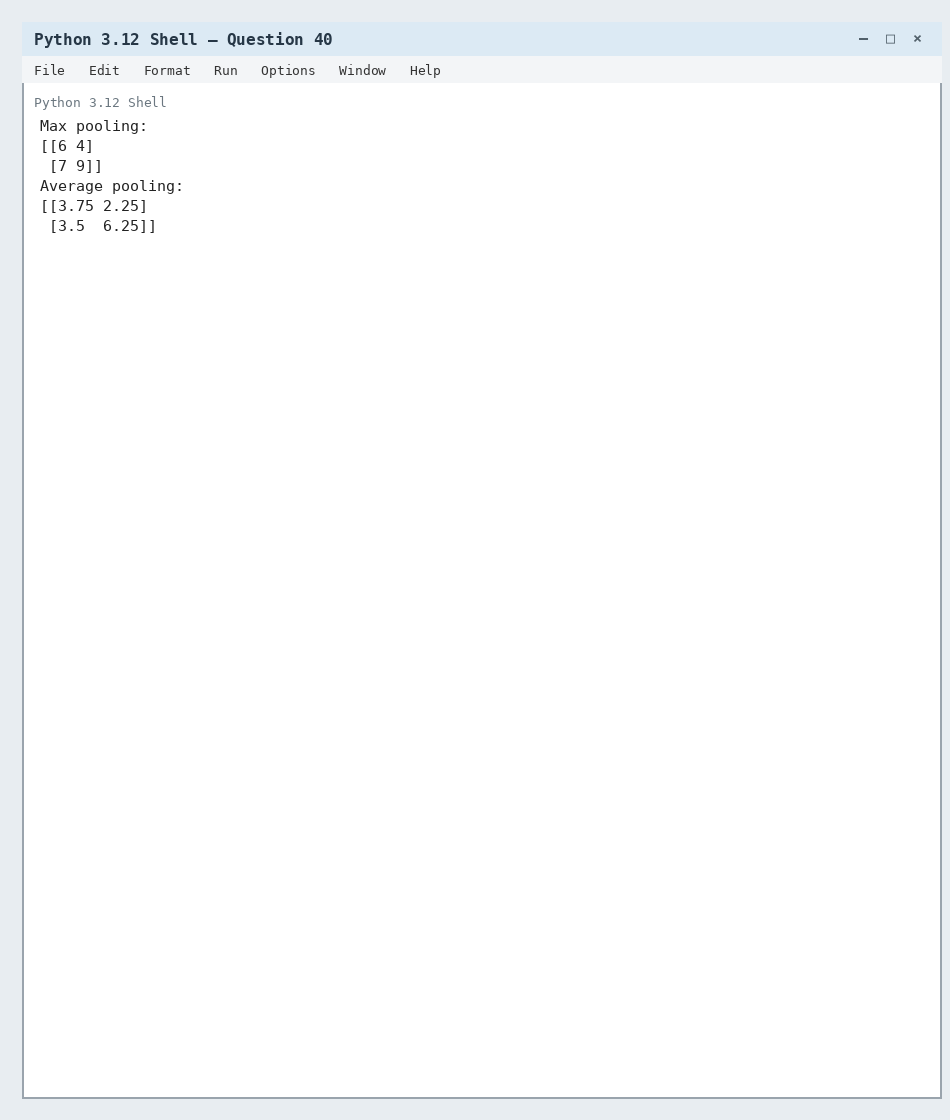 Python 3.12 Shell — Question 40
File Edit Format Run Options Window Help
Python 3.12 Shell
Max pooling:
[[6 4]
 [7 9]]
Average pooling:
[[3.75 2.25]
 [3.5  6.25]]